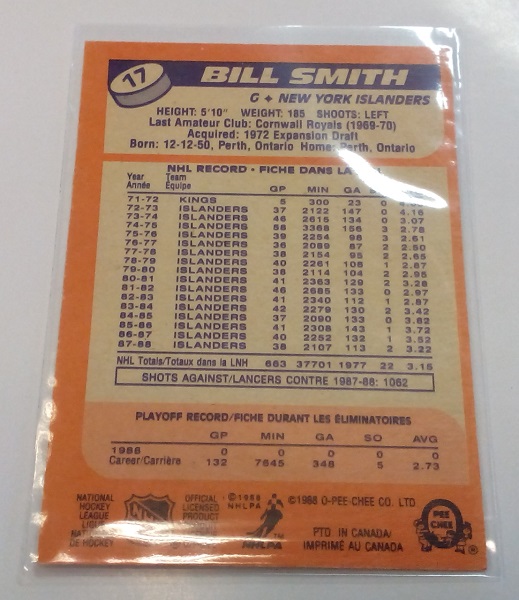 17
BILL SMITH
G + NEW YORK ISLANDERS
HEIGHT: 5'10" WEIGHT: 185 SHOOTS: LEFT
Last Amateur Club: Cornwall Royals (1969-70)
Acquired: 1972 Expansion Draft
Born: 12-12-50, Perth, Ontario Home: Perth, Ontario
NHL RECORD - FICHE DANS LA
Year Team GP MIN GA
Année Équipe
71-72 KINGS 5 300 23 0
72-73 ISLANDERS 37 2122 147 0 4.16
73-74 ISLANDERS 46 2615 134 0 3.07
74-75 ISLANDERS 58 3368 156 3 2.78
75-76 ISLANDERS 39 2254 98 3 2.61
76-77 ISLANDERS 36 2089 87 2 2.50
77-78 ISLANDERS 38 2154 95 2 2.65
78-79 ISLANDERS 40 2261 108 1 2.87
79-80 ISLANDERS 38 2114 104 2 2.95
80-81 ISLANDERS 41 2363 129 2 3.28
81-82 ISLANDERS 46 2685 133 0 2.97
82-83 ISLANDERS 41 2340 112 1 2.87
83-84 ISLANDERS 42 2279 130 2 3.42
84-85 ISLANDERS 37 2090 133 0 3.82
85-86 ISLANDERS 41 2308 143 1 3.72
86-87 ISLANDERS 40 2252 132 1 3.52
87-88 ISLANDERS 38 2107 113 2 3.22
NHL Totals/Totaux dans la LNH 663 37701 1977 22 3.15
SHOTS AGAINST/LANCERS CONTRE 1987-88: 1062
PLAYOFF RECORD/FICHE DURANT LES ÉLIMINATOIRES
GP MIN GA SO AVG
1988 0 0 0 0 0
Career/Carrière 132 7645 348 5 2.73
NATIONAL HOCKEY LEAGUE
OFFICIAL LICENSED PRODUCT
©1988 NHLPA
NHLPA™
©1988 O-PEE-CHEE CO. LTD
PTD. IN CANADA/
IMPRIMÉ AU CANADA
O PEE CHEE ®